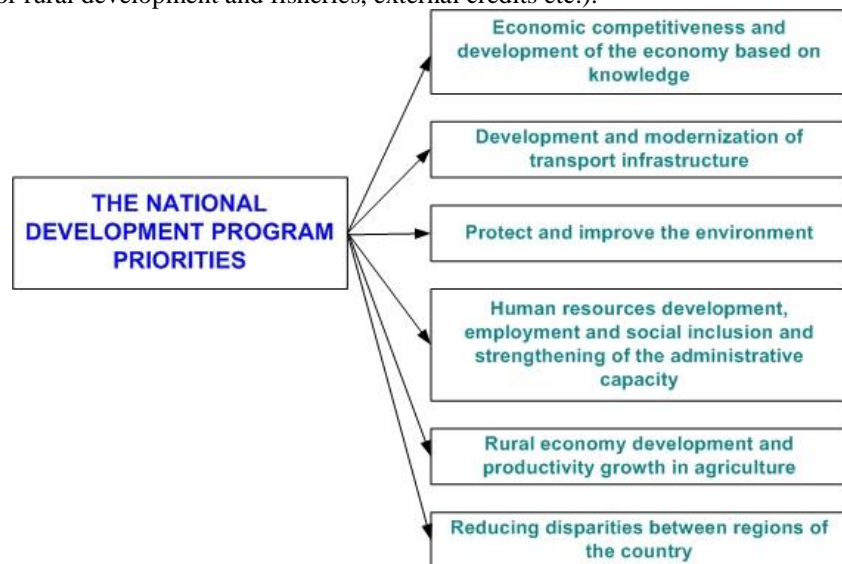 or rural development and fisheries, external credits etc.).
Economic competitiveness and
development of the economy based on
knowledge
Development and modernization of
transport infrastructure
THE NATIONAL
DEVELOPMENT PROGRAM
PRIORITIES
Protect and improve the environment
Human resources development,
employment and social inclusion and
strengthening of the administrative
capacity
Rural economy development and
productivity growth in agriculture
Reducing disparities between regions of
the country